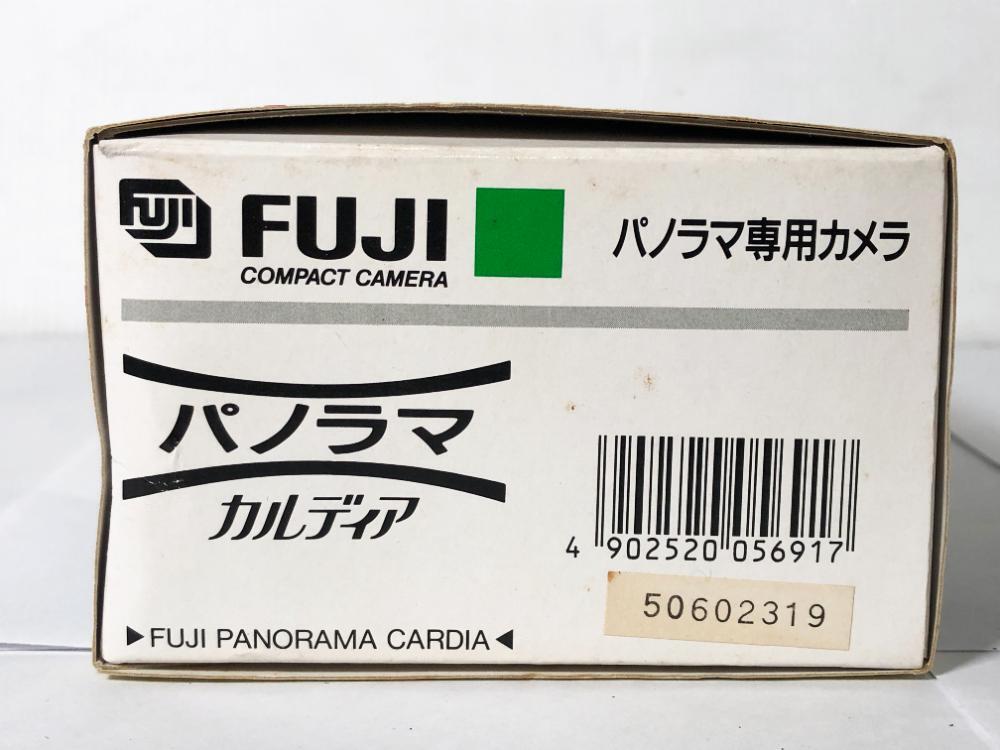 FUJI
FUJI
COMPACT CAMERA
パノラマ専用カメラ
パノラマ
カルディア
4 902520 056917
50602319
▶FUJI PANORAMA CARDIA◀